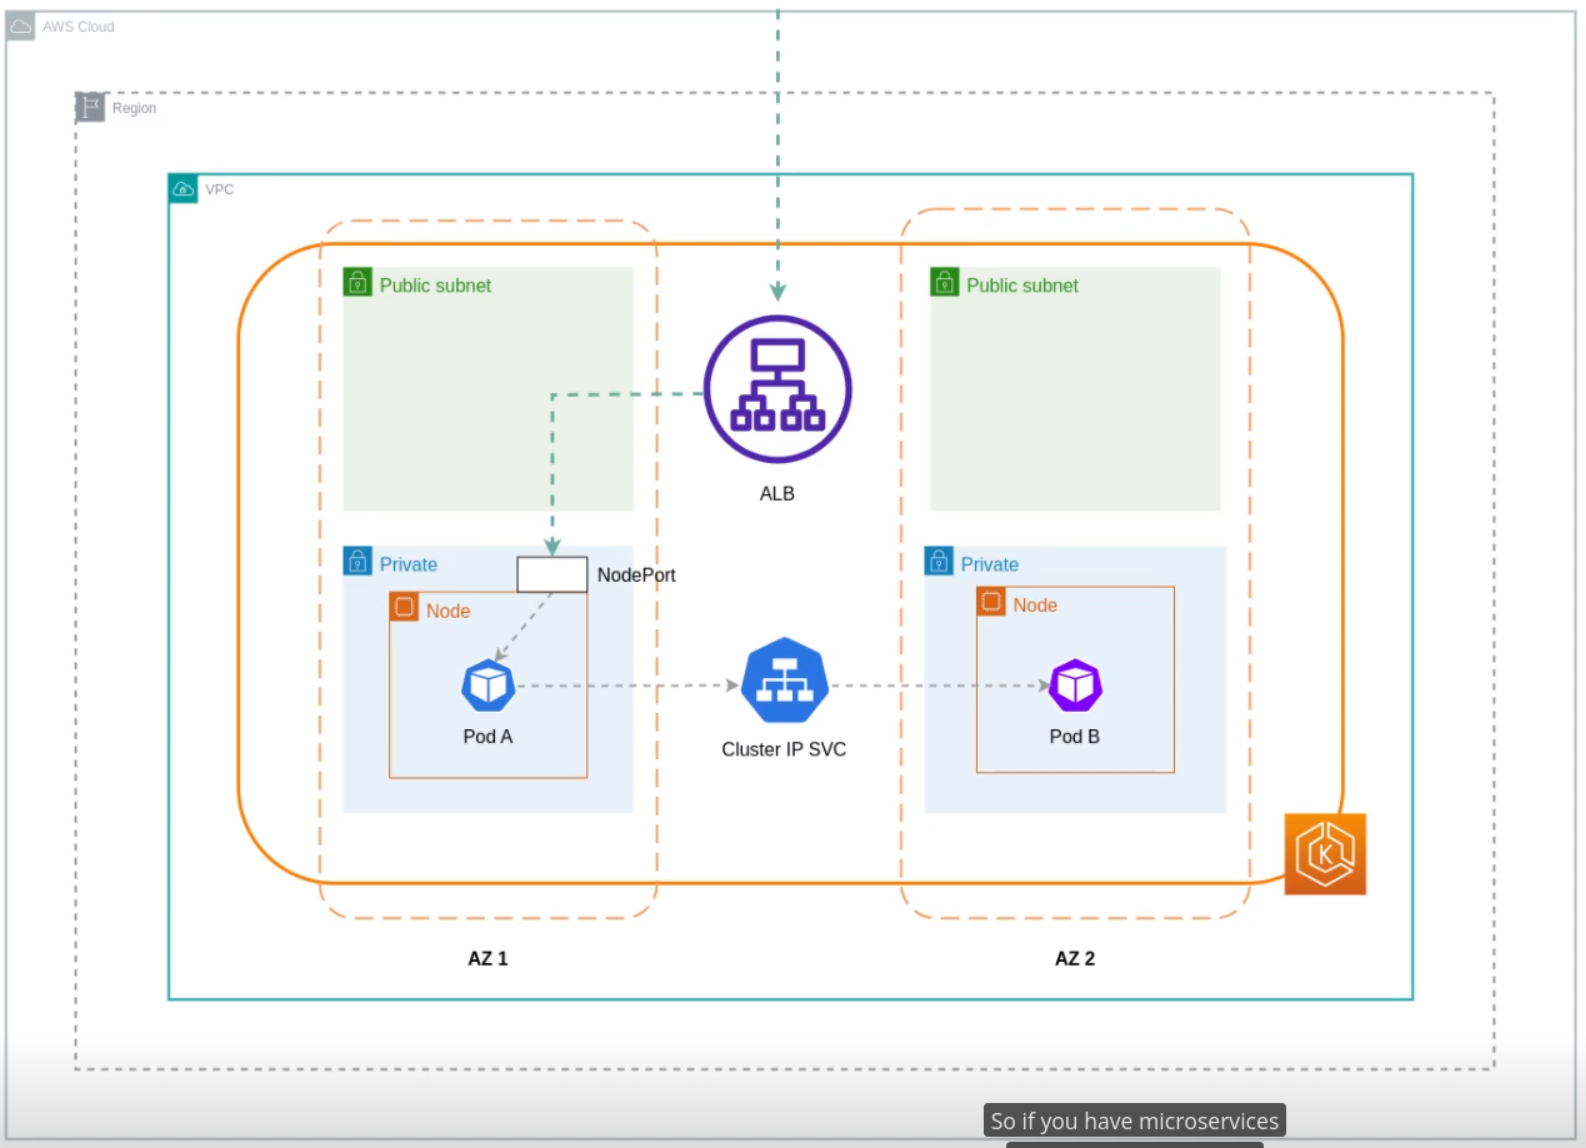 AWS Cloud
Region
VPC
Public subnet
Public subnet
ALB
Private
NodePort
Private
Node
Node
Pod A
Cluster IP SVC
Pod B
K
AZ 1
AZ 2
So if you have microservices